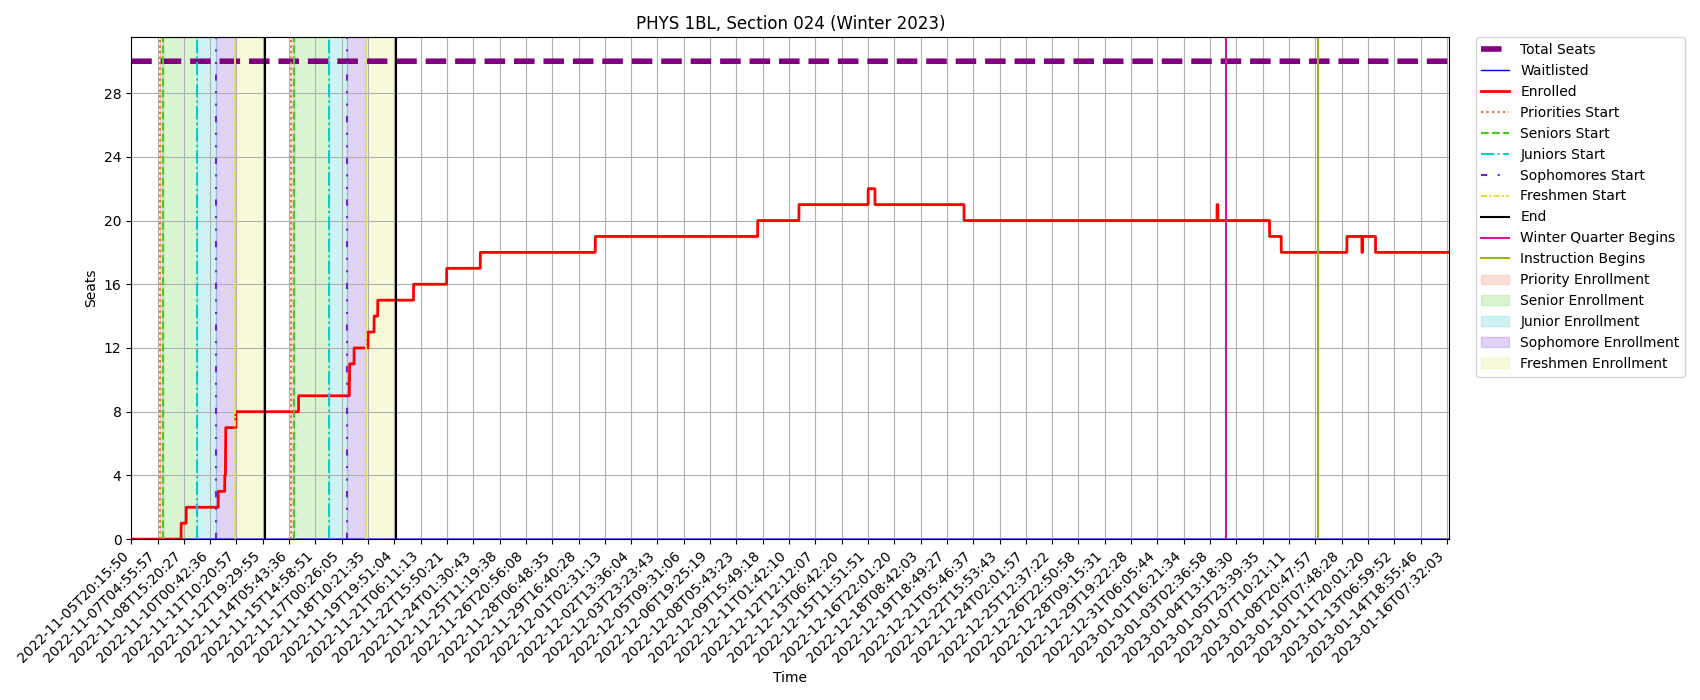 PHYS 1BL, Section 024 (Winter 2023)
Seats
28
24
20
16
12
8
4
0
2022-11-05T20:15:50
2022-11-07T04:55:57
2022-11-08T15:20:27
2022-11-10T00:42:36
2022-11-11T10:20:57
2022-11-12T19:29:55
2022-11-14T05:43:36
2022-11-15T14:58:51
2022-11-17T00:26:05
2022-11-18T10:21:35
2022-11-19T19:51:04
2022-11-21T06:11:13
2022-11-22T15:50:21
2022-11-24T01:30:43
2022-11-25T11:19:38
2022-11-26T20:56:08
2022-11-28T06:48:35
2022-11-29T16:40:28
2022-12-01T02:31:13
2022-12-02T13:36:04
2022-12-03T23:23:43
2022-12-05T09:31:06
2022-12-06T19:25:19
2022-12-08T05:43:23
2022-12-09T15:49:18
2022-12-11T01:42:10
2022-12-12T12:12:07
2022-12-13T06:42:20
2022-12-15T11:51:51
2022-12-16T22:01:20
2022-12-18T08:42:03
2022-12-19T18:49:27
2022-12-21T05:46:37
2022-12-22T15:53:43
2022-12-24T02:01:57
2022-12-25T12:37:22
2022-12-26T22:50:58
2022-12-28T09:15:31
2022-12-29T19:22:28
2022-12-31T06:05:44
2023-01-01T16:21:34
2023-01-03T02:36:58
2023-01-04T13:18:30
2023-01-05T23:39:35
2023-01-07T10:21:11
2023-01-08T20:47:57
2023-01-10T07:48:28
2023-01-11T20:01:20
2023-01-13T06:59:52
2023-01-14T18:55:46
2023-01-16T07:32:03
Time
Total Seats
Waitlisted
Enrolled
Priorities Start
Seniors Start
Juniors Start
Sophomores Start
Freshmen Start
End
Winter Quarter Begins
Instruction Begins
Priority Enrollment
Senior Enrollment
Junior Enrollment
Sophomore Enrollment
Freshmen Enrollment